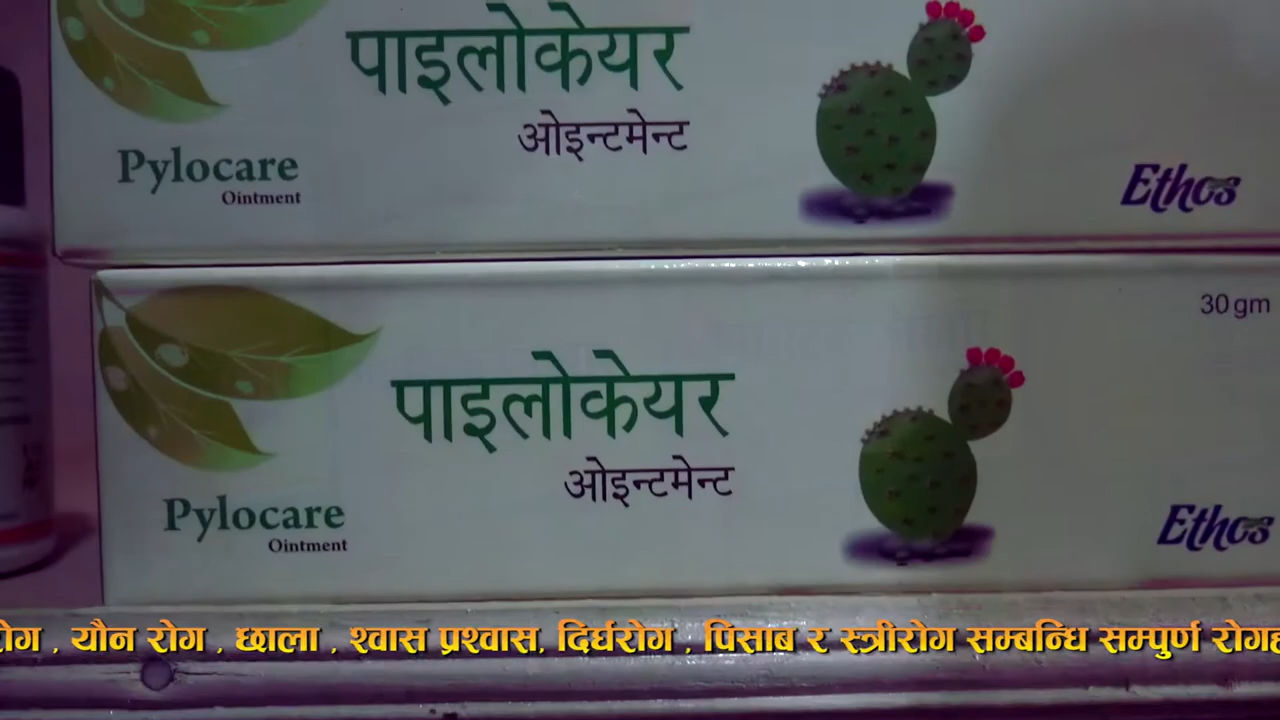 पाइलोकेयर
ओइन्टमेन्ट
Pylocare
Ointment
Ethos
30 gm
पाइलोकेयर
ओइन्टमेन्ट
Pylocare
Ointment
Ethos
रोग , यौन रोग , छाला , श्वास प्रश्वास, दिर्घरोग , पिसाब र स्त्रीरोग सम्बन्धि सम्पुर्ण